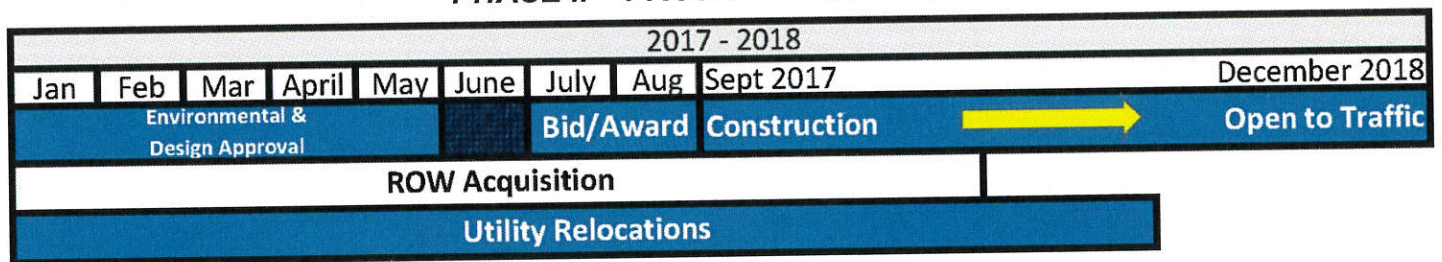 2017 - 2018
Jan Feb Mar April May June July Aug Sept 2017 December 2018
Environmental &
Design Approval
Bid/Award Construction Open to Traffic
ROW Acquisition
Utility Relocations